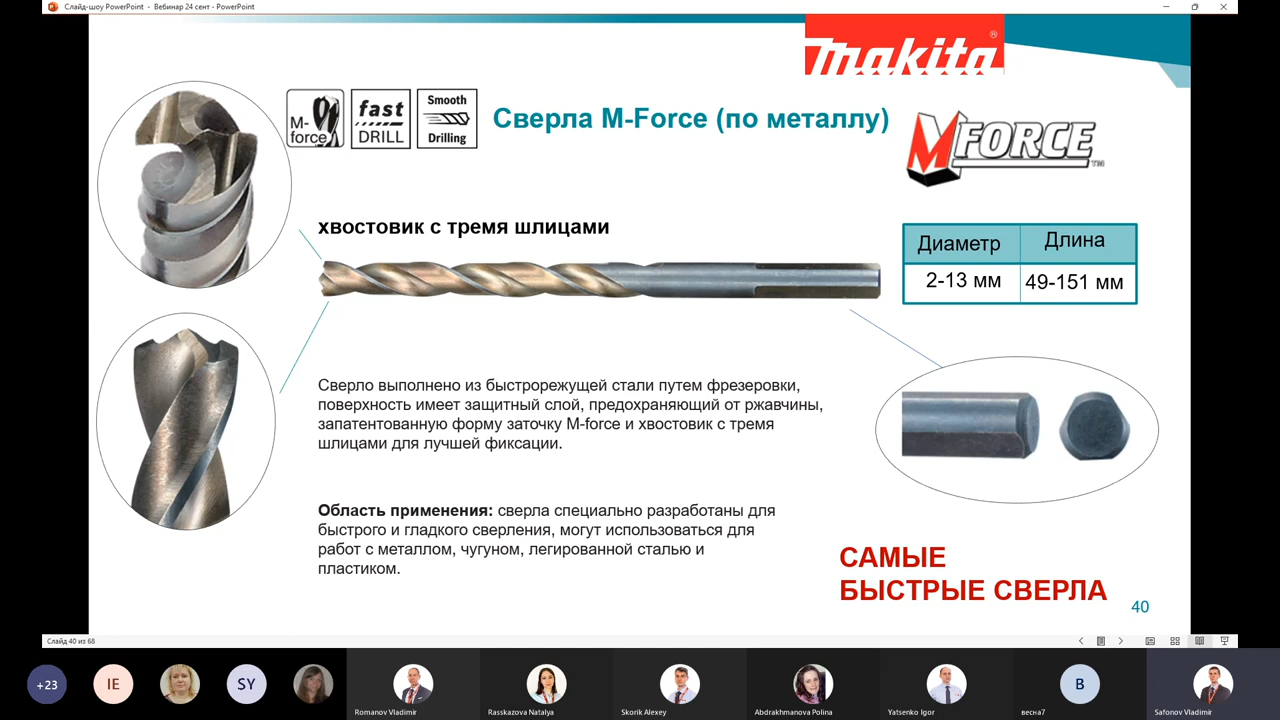 Слайд-шоу PowerPoint - Вебинар 24 сент - PowerPoint
makita®
M-force
fast DRILL
Smooth Drilling
Сверла M-Force (по металлу)
MFORCE™
хвостовик с тремя шлицами
Диаметр Длина
2-13 мм 49-151 мм
Сверло выполнено из быстрорежущей стали путем фрезеровки,
поверхность имеет защитный слой, предохраняющий от ржавчины,
запатентованную форму заточку M-force и хвостовик с тремя
шлицами для лучшей фиксации.
Область применения: сверла специально разработаны для
быстрого и гладкого сверления, могут использоваться для
работ с металлом, чугуном, легированной сталью и
пластиком.
САМЫЕ
БЫСТРЫЕ СВЕРЛА
40
Слайд 40 из 68
+23
IE
SY
B
Romanov Vladimir
Rasskazova Natalya
Skorik Alexey
Abdrakhmanova Polina
Yatsenko Igor
весна7
Safonov Vladimir